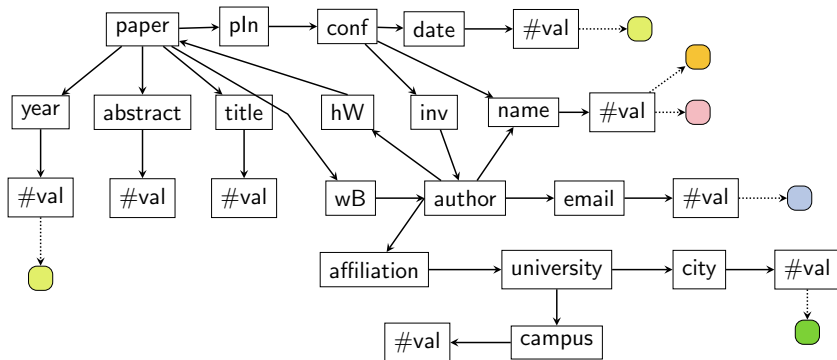 paper
pIn
conf
date
#val
year
abstract
title
hW
inv
name
#val
#val
#val
#val
wB
author
email
#val
affiliation
university
city
#val
#val
campus